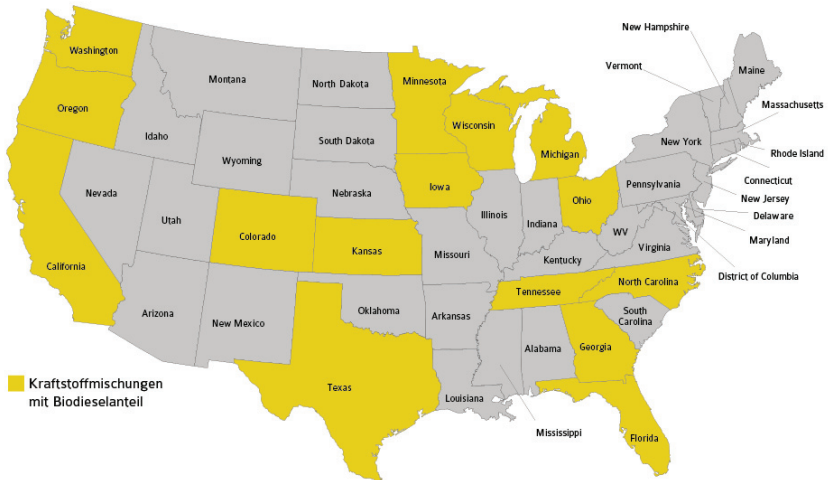 New Hampshire
Washington
Vermont
Maine
Montana
North Dakota
Minnesota
Oregon
Massachusetts
Idaho
Wisconsin
South Dakota
New York
Rhode Island
Michigan
Wyoming
Connecticut
Iowa
Pennsylvania
New Jersey
Nevada
Nebraska
Ohio
Delaware
Utah
Illinois
Indiana
WV
Maryland
Colorado
Kansas
Missouri
Virginia
California
Kentucky
District of Columbia
Tennessee
North Carolina
Arizona
New Mexico
Oklahoma
Arkansas
South
Carolina
Alabama
Georgia
Kraftstoffmischungen
mit Biodieselanteil
Texas
Louisiana
Mississippi
Florida